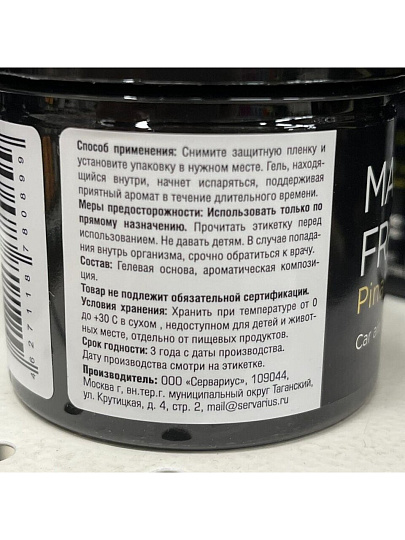 Способ применения: Снимите защитную пленку и
установите упаковку в нужном месте. Гель, находя-
щийся внутри, начнет испаряться, поддерживая
приятный аромат в течение длительного времени.
Меры предосторожности: Использовать только по
прямому назначению. Прочитать этикетку перед
использованием. Не давать детям. В случае попада-
ния внутрь организма, срочно обратиться к врачу.
Состав: Гелевая основа, ароматическая компози-
ция.
Товар не подлежит обязательной сертификации.
Условия хранения: Хранить при температуре от 0
до +30 С в сухом , недоступном для детей и живот-
ных месте, отдельно от пищевых продуктов.
Срок годности: 3 года с даты производства.
Дату производства смотри на этикетке.
Производитель: ООО «Сервариус», 109044,
Москва г, вн.тер.г. муниципальный округ Таганский,
ул. Крутицкая, д. 4, стр. 2, mail@servarius.ru
4 627118 780899
MA
FR
Pin
Car a